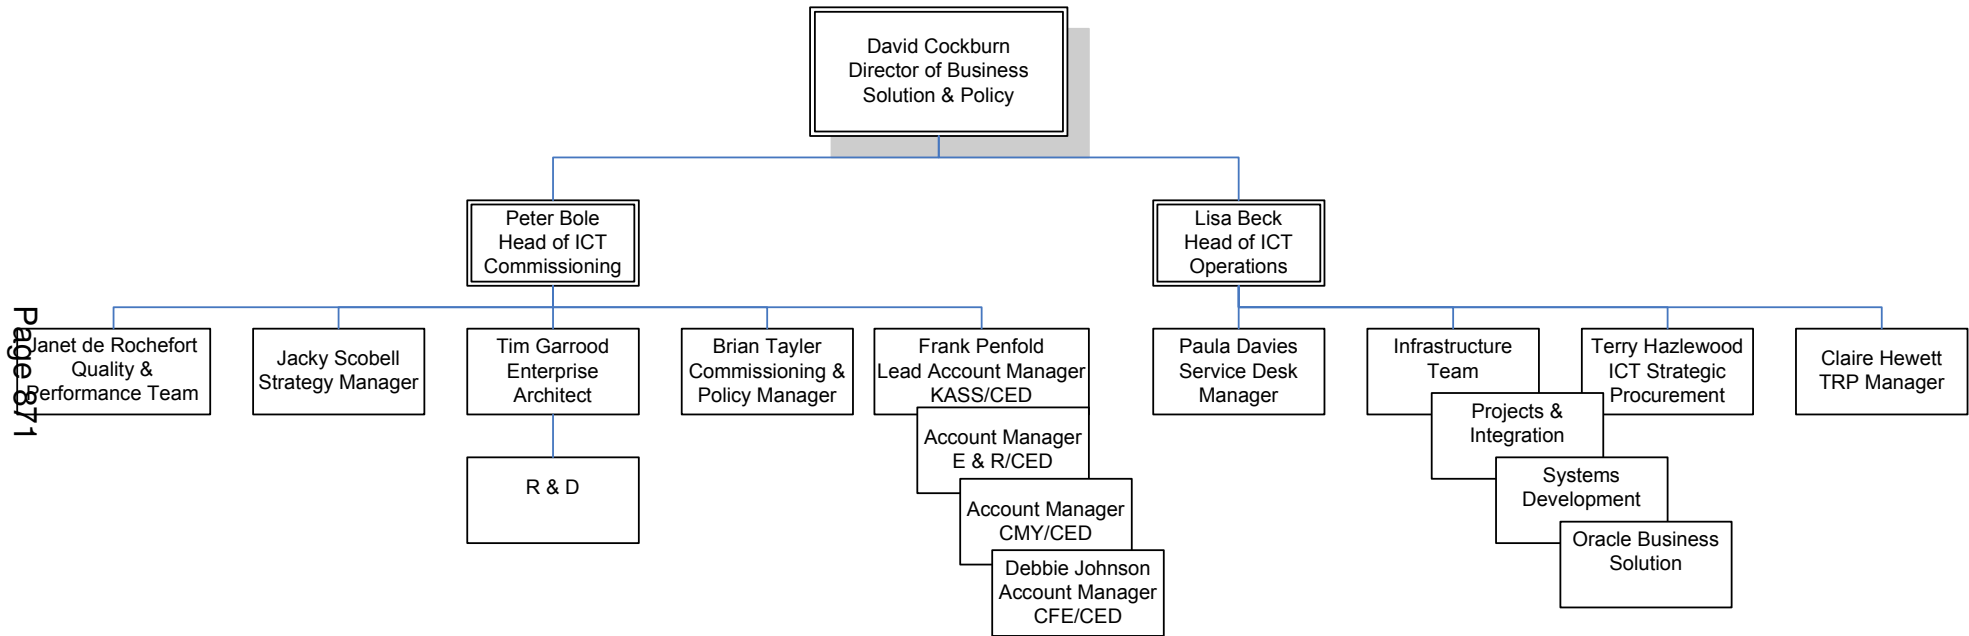 David Cockburn
Director of Business
Solution & Policy
Peter Bole
Head of ICT
Commissioning
Lisa Beck
Head of ICT
Operations
Janet de Rochefort
Quality &
Performance Team
Jacky Scobell
Strategy Manager
Tim Garrood
Enterprise
Architect
Brian Tayler
Commissioning &
Policy Manager
Frank Penfold
Lead Account Manager
KASS/CED
Paula Davies
Service Desk
Manager
Infrastructure
Team
Terry Hazlewood
ICT Strategic
Procurement
Claire Hewett
TRP Manager
R & D
Account Manager
E & R/CED
Account Manager
CMY/CED
Debbie Johnson
Account Manager
CFE/CED
Projects &
Integration
Systems
Development
Oracle Business
Solution
Page 871